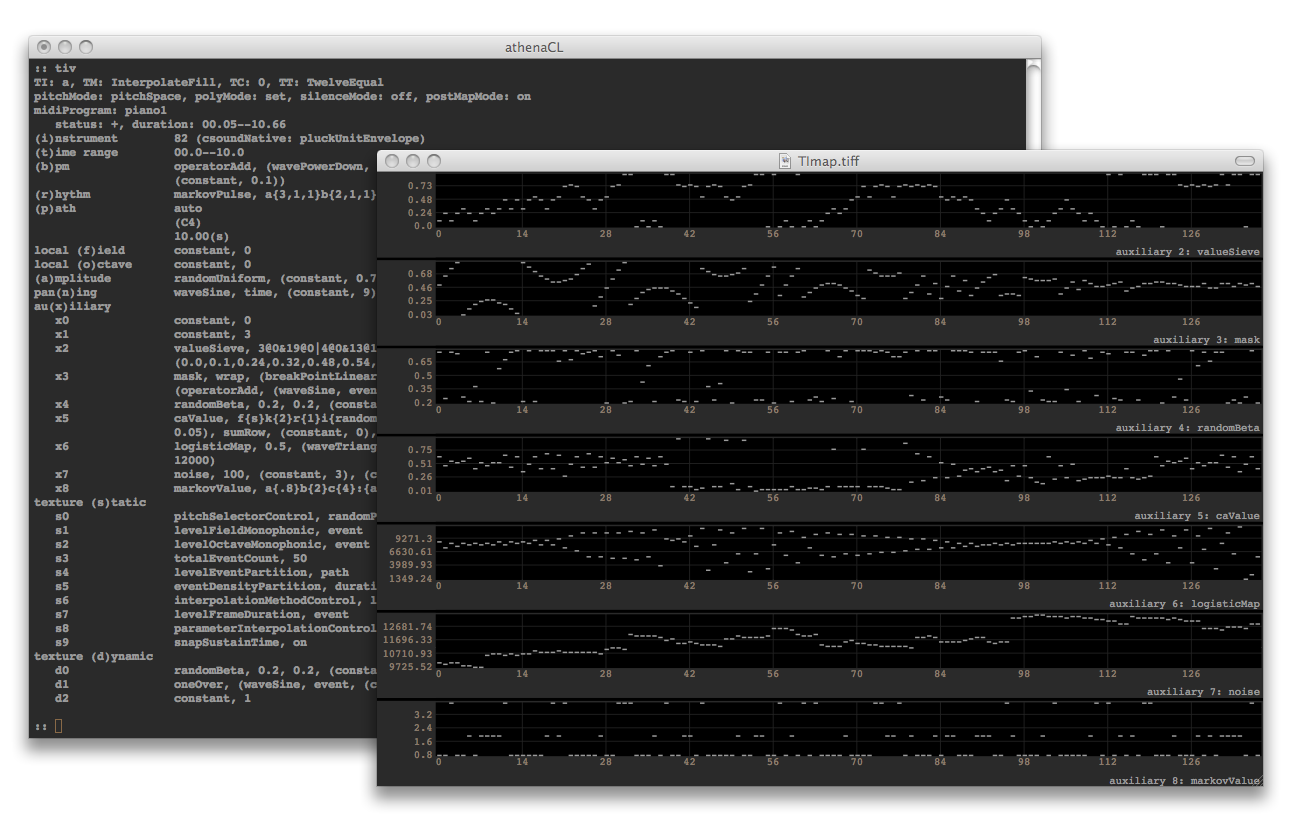 athenaCL
:: tiv
TI: a, TM: InterpolateFill, TC: 0, TT: TwelveEqual
pitchMode: pitchSpace, polyMode: set, silenceMode: off, postMapMode: on
midiProgram: piano1
status: +, duration: 00.05--10.66
(i)nstrument 82 (csoundNative: pluckUnitEnvelope)
(t)ime range 00.0--10.0
(b)pm operatorAdd, (wavePowerDown,
(constant, 0.1))
(r)hythm markovPulse, a{3,1,1}b{2,1,1}
(p)ath auto
(C4)
10.00(s)
local (f)ield constant, 0
local (o)ctave constant, 0
(a)mplitude randomUniform, (constant, 0.7
pan(n)ing waveSine, time, (constant, 9)
au(x)iliary
x0 constant, 0
x1 constant, 3
x2 valueSieve, 3@0&19@0|4@0&13@1
(0.0,0.1,0.24,0.32,0.48,0.54,
x3 mask, wrap, (breakPointLinear
(operatorAdd, (waveSine, even
x4 randomBeta, 0.2, 0.2, (consta
x5 caValue, f{s}k{2}r{1}i{random
0.05), sumRow, (constant, 0),
x6 logisticMap, 0.5, (waveTriang
12000)
x7 noise, 100, (constant, 3), (c
x8 markovValue, a{.8}b{2}c{4}:{a
texture (s)tatic
s0 pitchSelectorControl, randomP
s1 levelFieldMonophonic, event
s2 levelOctaveMonophonic, event
s3 totalEventCount, 50
s4 levelEventPartition, path
s5 eventDensityPartition, durati
s6 interpolationMethodControl, l
s7 levelFrameDuration, event
s8 parameterInterpolationControl
s9 snapSustainTime, on
texture (d)ynamic
d0 randomBeta, 0.2, 0.2, (consta
d1 oneOver, (waveSine, event, (c
d2 constant, 1
::
TImap.tiff
0.73
0.48
0.24
0.0
0 14 28 42 56 70 84 98 112 126
auxiliary 2: valueSieve
0.68
0.46
0.25
0.03
0 14 28 42 56 70 84 98 112 126
auxiliary 3: mask
0.65
0.5
0.35
0.2
0 14 28 42 56 70 84 98 112 126
auxiliary 4: randomBeta
0.75
0.51
0.26
0.01
0 14 28 42 56 70 84 98 112 126
auxiliary 5: caValue
9271.3
6630.61
3989.93
1349.24
0 14 28 42 56 70 84 98 112 126
auxiliary 6: logisticMap
12681.74
11696.33
10710.93
9725.52
0 14 28 42 56 70 84 98 112 126
auxiliary 7: noise
3.2
2.4
1.6
0.8
0 14 28 42 56 70 84 98 112 126
auxiliary 8: markovValue